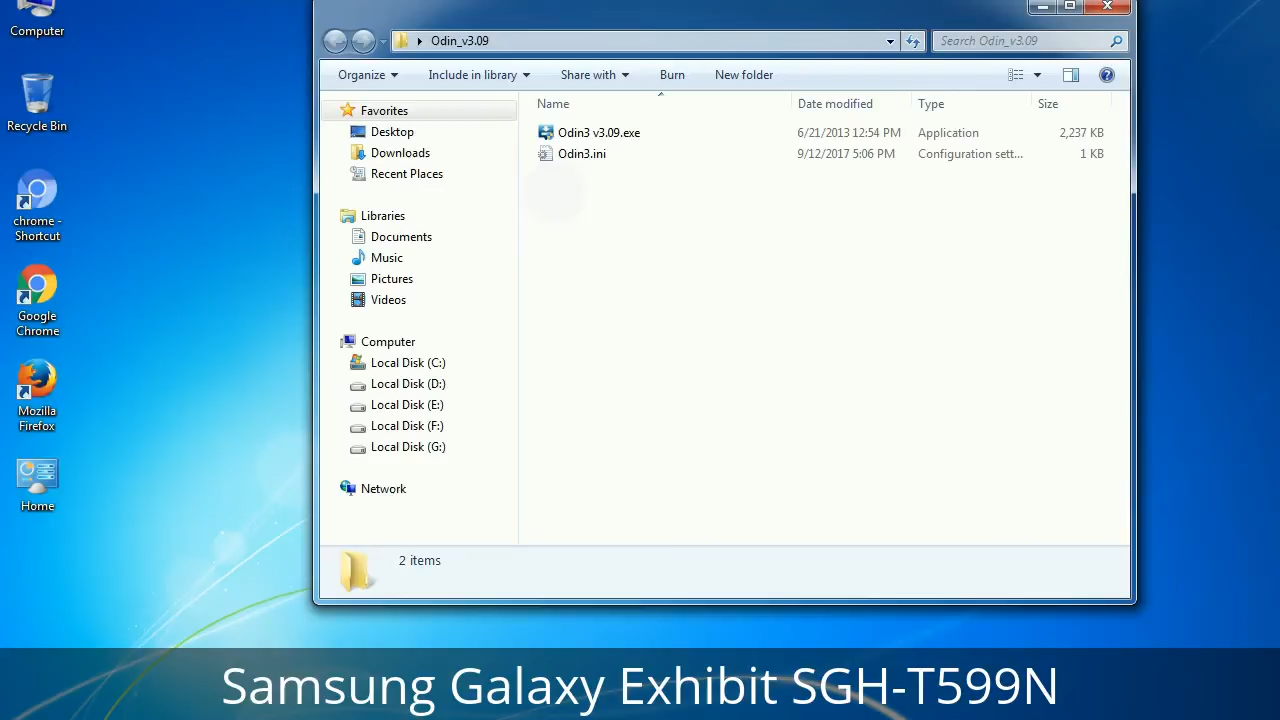 Computer
Recycle Bin
chrome -
Shortcut
Google
Chrome
Mozilla
Firefox
Home
Odin_v3.09
Search Odin_v3.09
Organize
Include in library
Share with
Burn
New folder
Favorites
Desktop
Downloads
Recent Places
Libraries
Documents
Music
Pictures
Videos
Computer
Local Disk (C:)
Local Disk (D:)
Local Disk (E:)
Local Disk (F:)
Local Disk (G:)
Network
Name Date modified Type Size
Odin3 v3.09.exe 6/21/2013 12:54 PM Application 2,237 KB
Odin3.ini 9/12/2017 5:06 PM Configuration sett... 1 KB
2 items
Samsung Galaxy Exhibit SGH-T599N